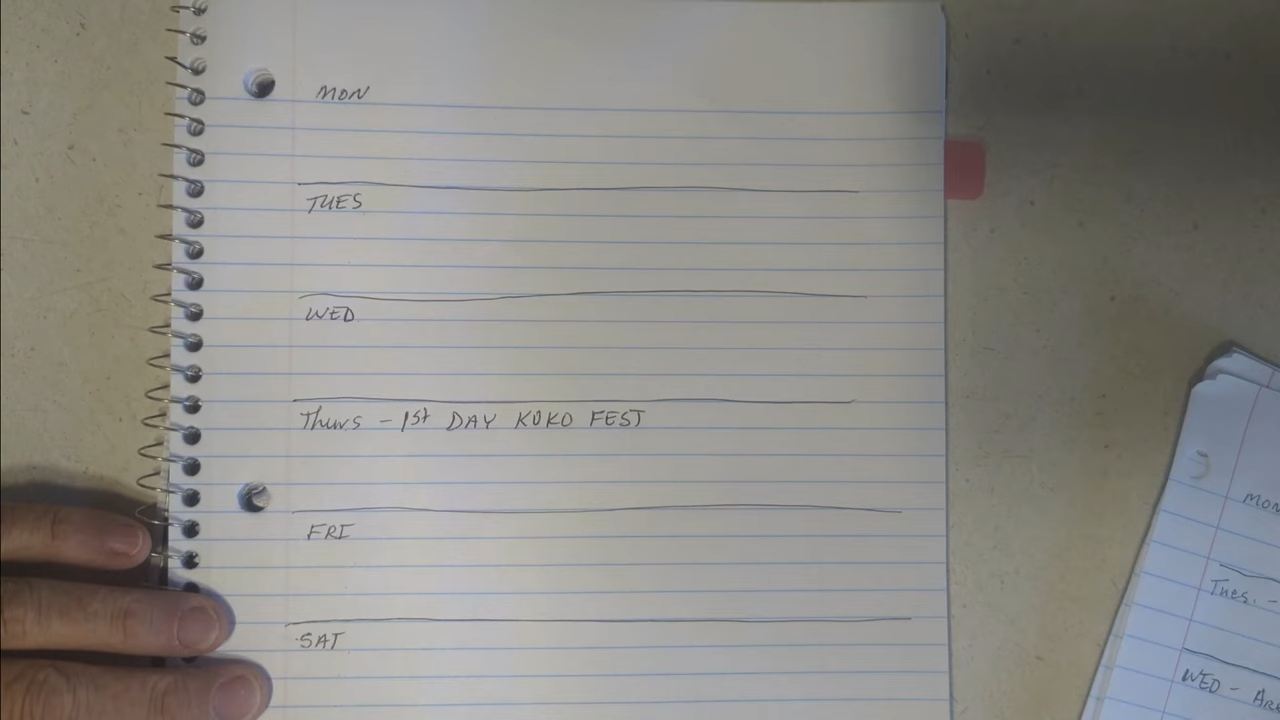 MON
TUES
WED
Thurs - 1st DAY KOKO FEST
FRI
SAT
MON
Tues. -
WED -